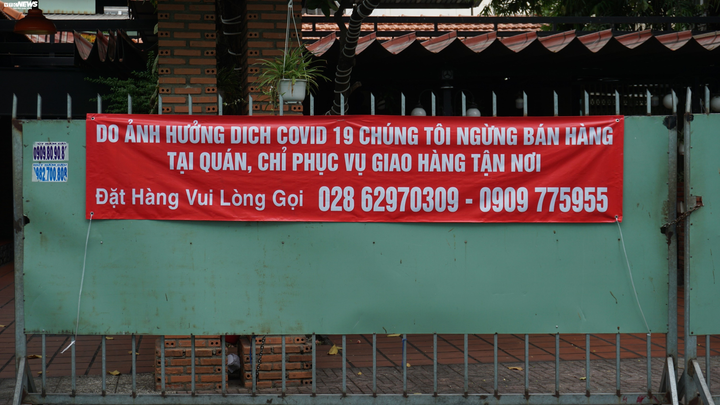 DO ẢNH HƯỞNG DỊCH COVID 19 CHÚNG TÔI NGỪNG BÁN HÀNG
TẠI QUÁN, CHỈ PHỤC VỤ GIAO HÀNG TẬN NƠI
Đặt Hàng Vui Lòng Gọi 028 62970309 - 0909 775955